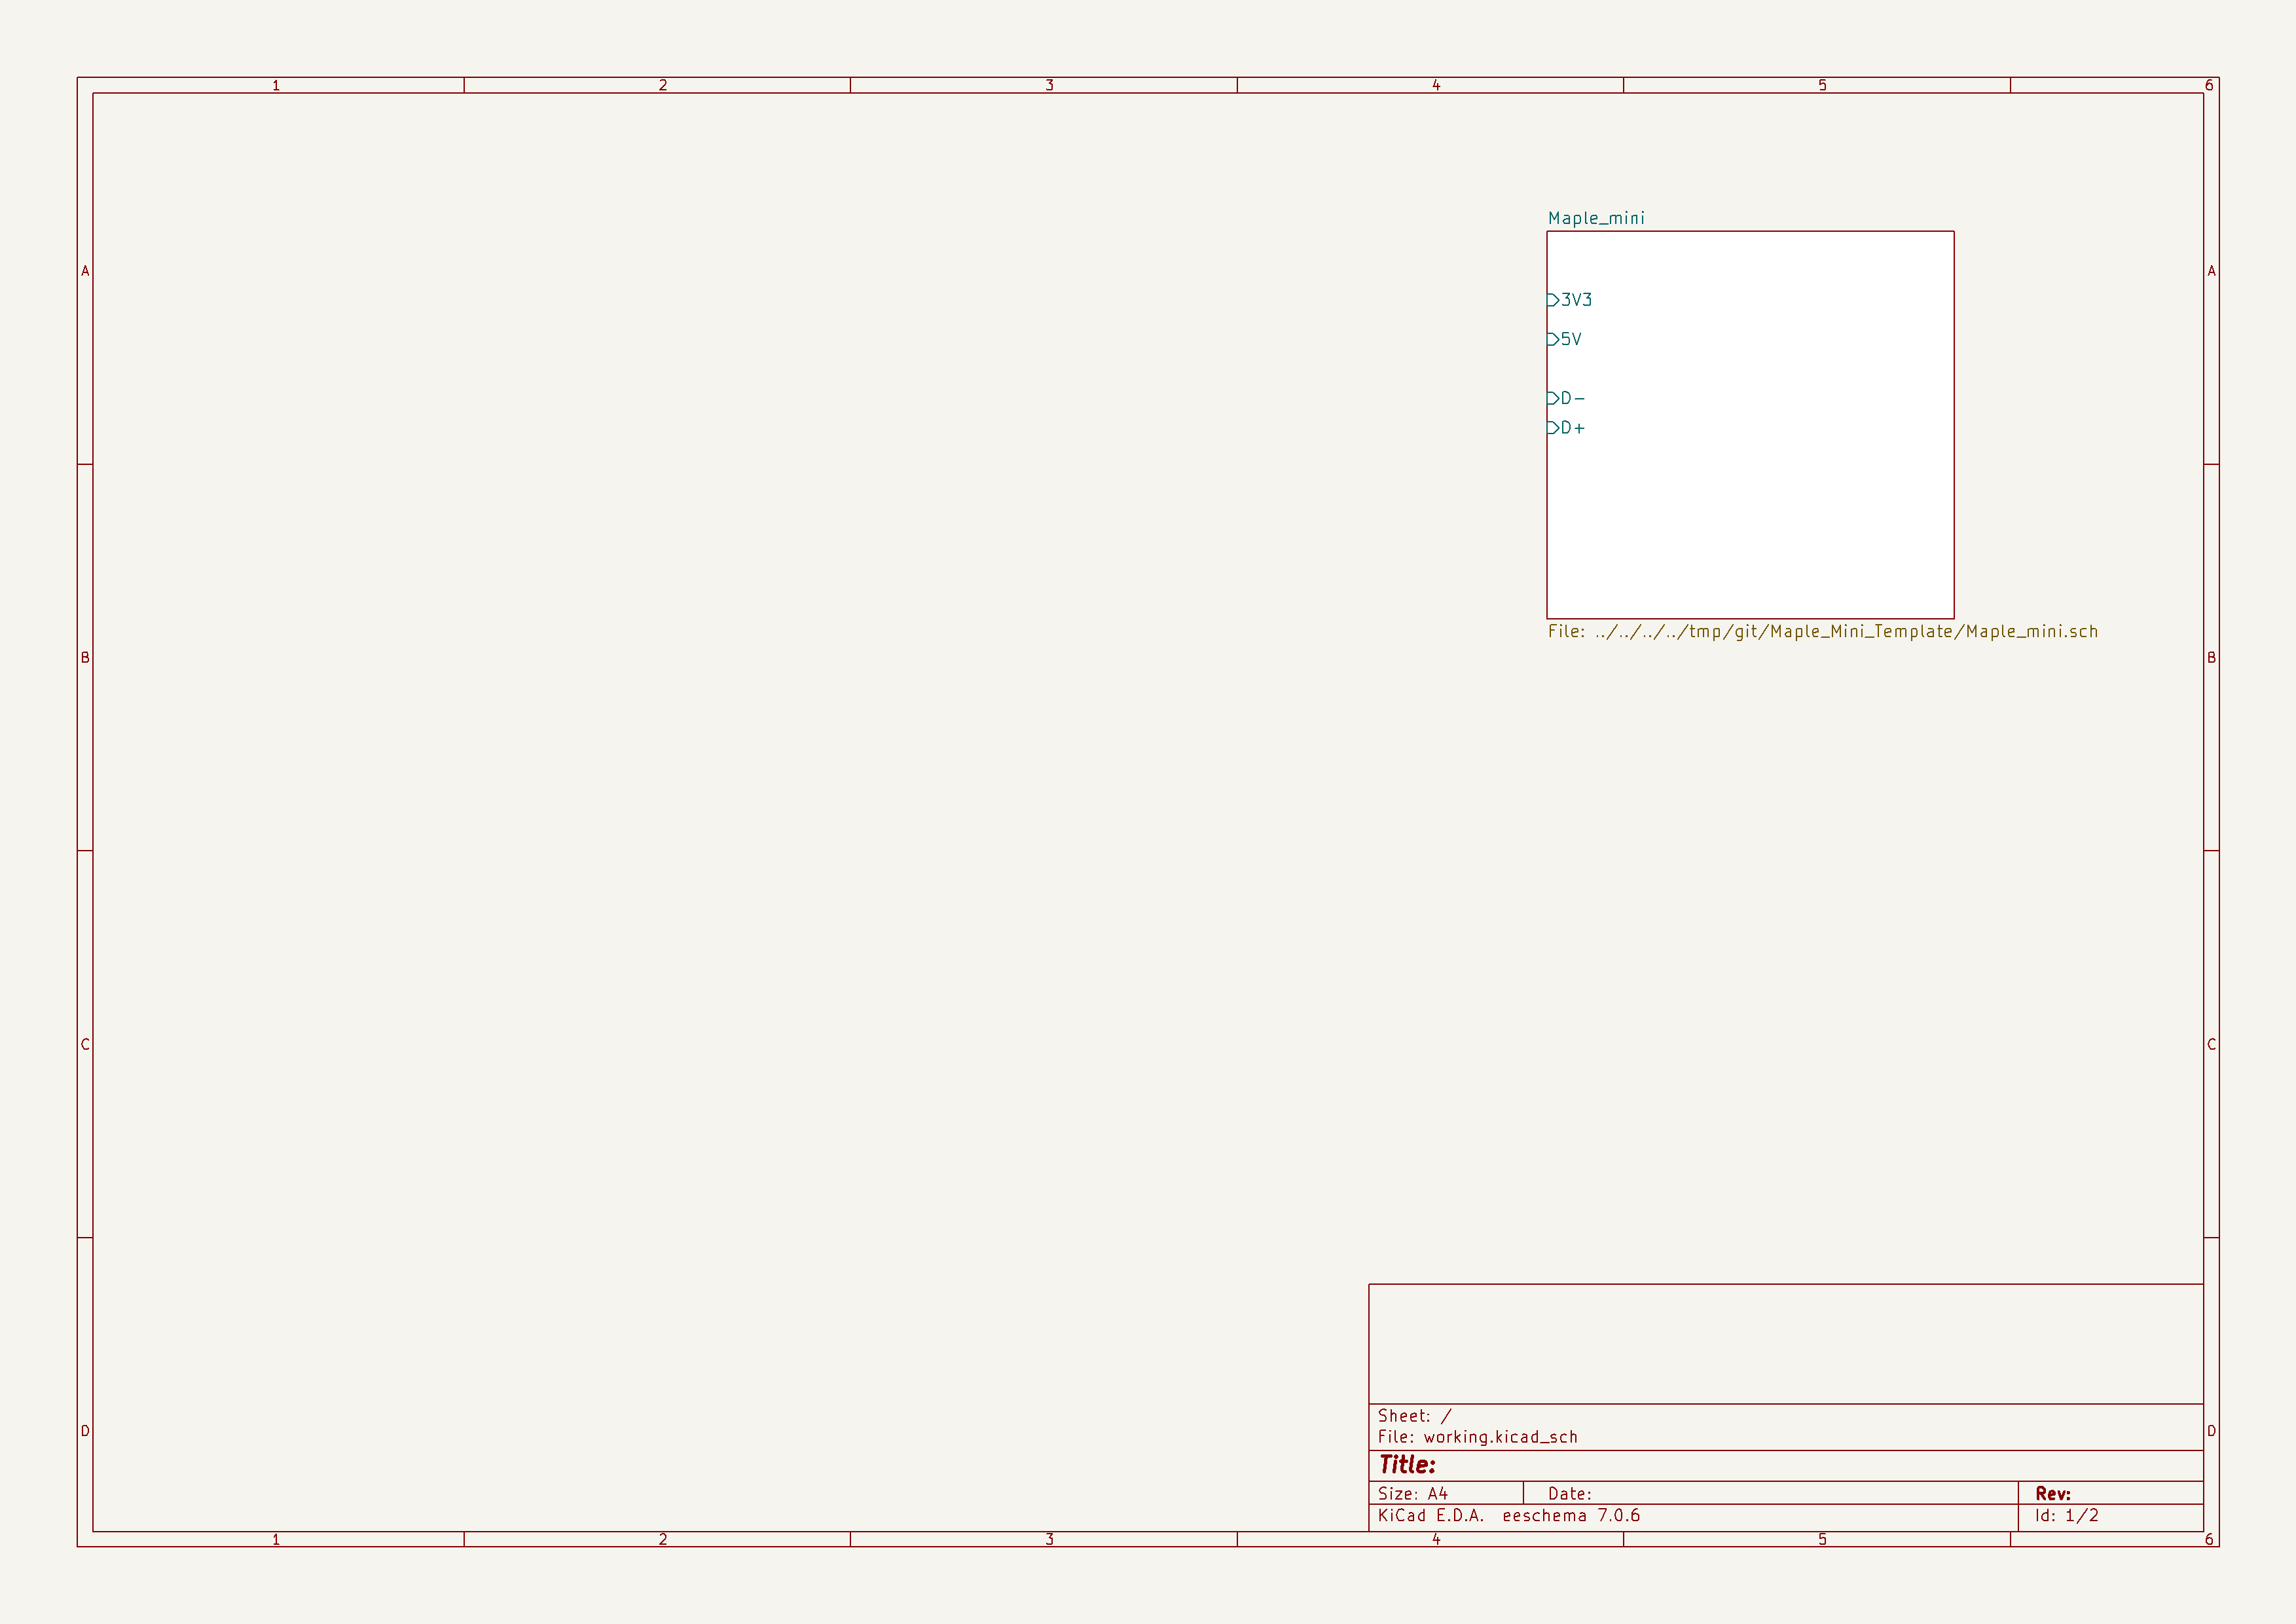 1 2 3 4 5 6
Maple_mini
A A
3V3
5V
D-
D+
File: ../../../../tmp/git/Maple_Mini_Template/Maple_mini.sch
B B
C C
Sheet: /
File: working.kicad_sch
D D
Title:
Size: A4 Date: Rev:
KiCad E.D.A. eeschema 7.0.6 Id: 1/2
1 2 3 4 5 6